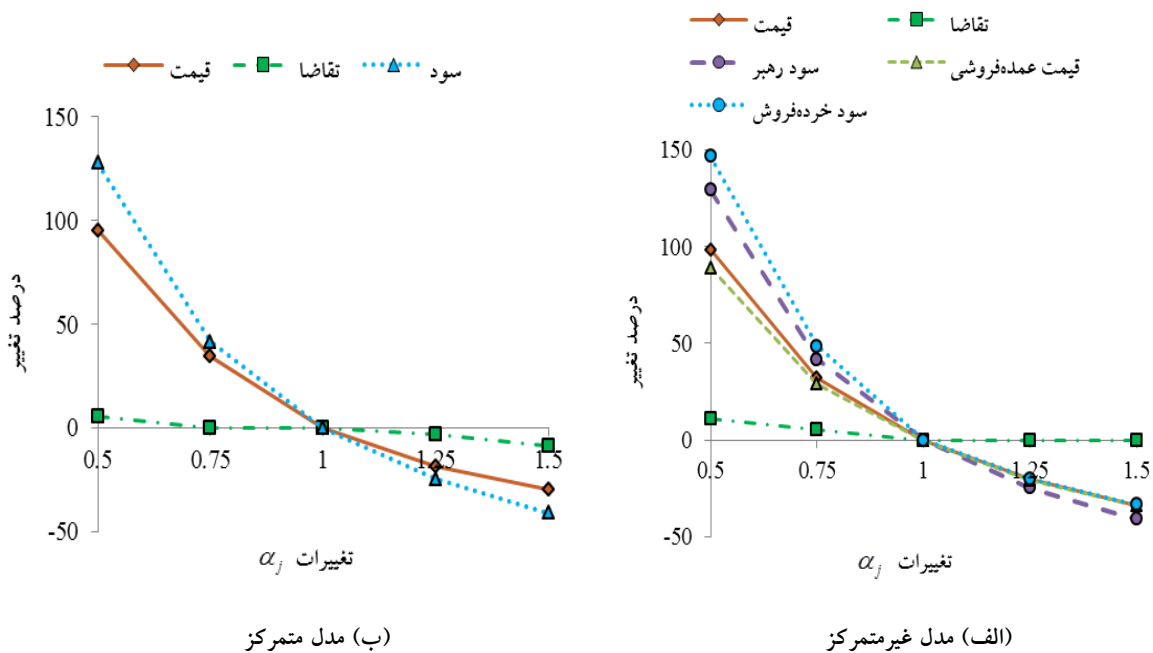 قیمت
تقاضا
سود رهبر
قیمت عمده‌فروشی
سود خرده‌فروش
150
100
50
0
-50
0.5 0.75 1 1.25 1.5
درصد تغییر
تغییرات αj
(الف) مدل غیرمتمرکز
قیمت تقاضا سود
150
100
50
0
-50
0.5 0.75 1 1.25 1.5
درصد تغییر
تغییرات αj
(ب) مدل متمرکز